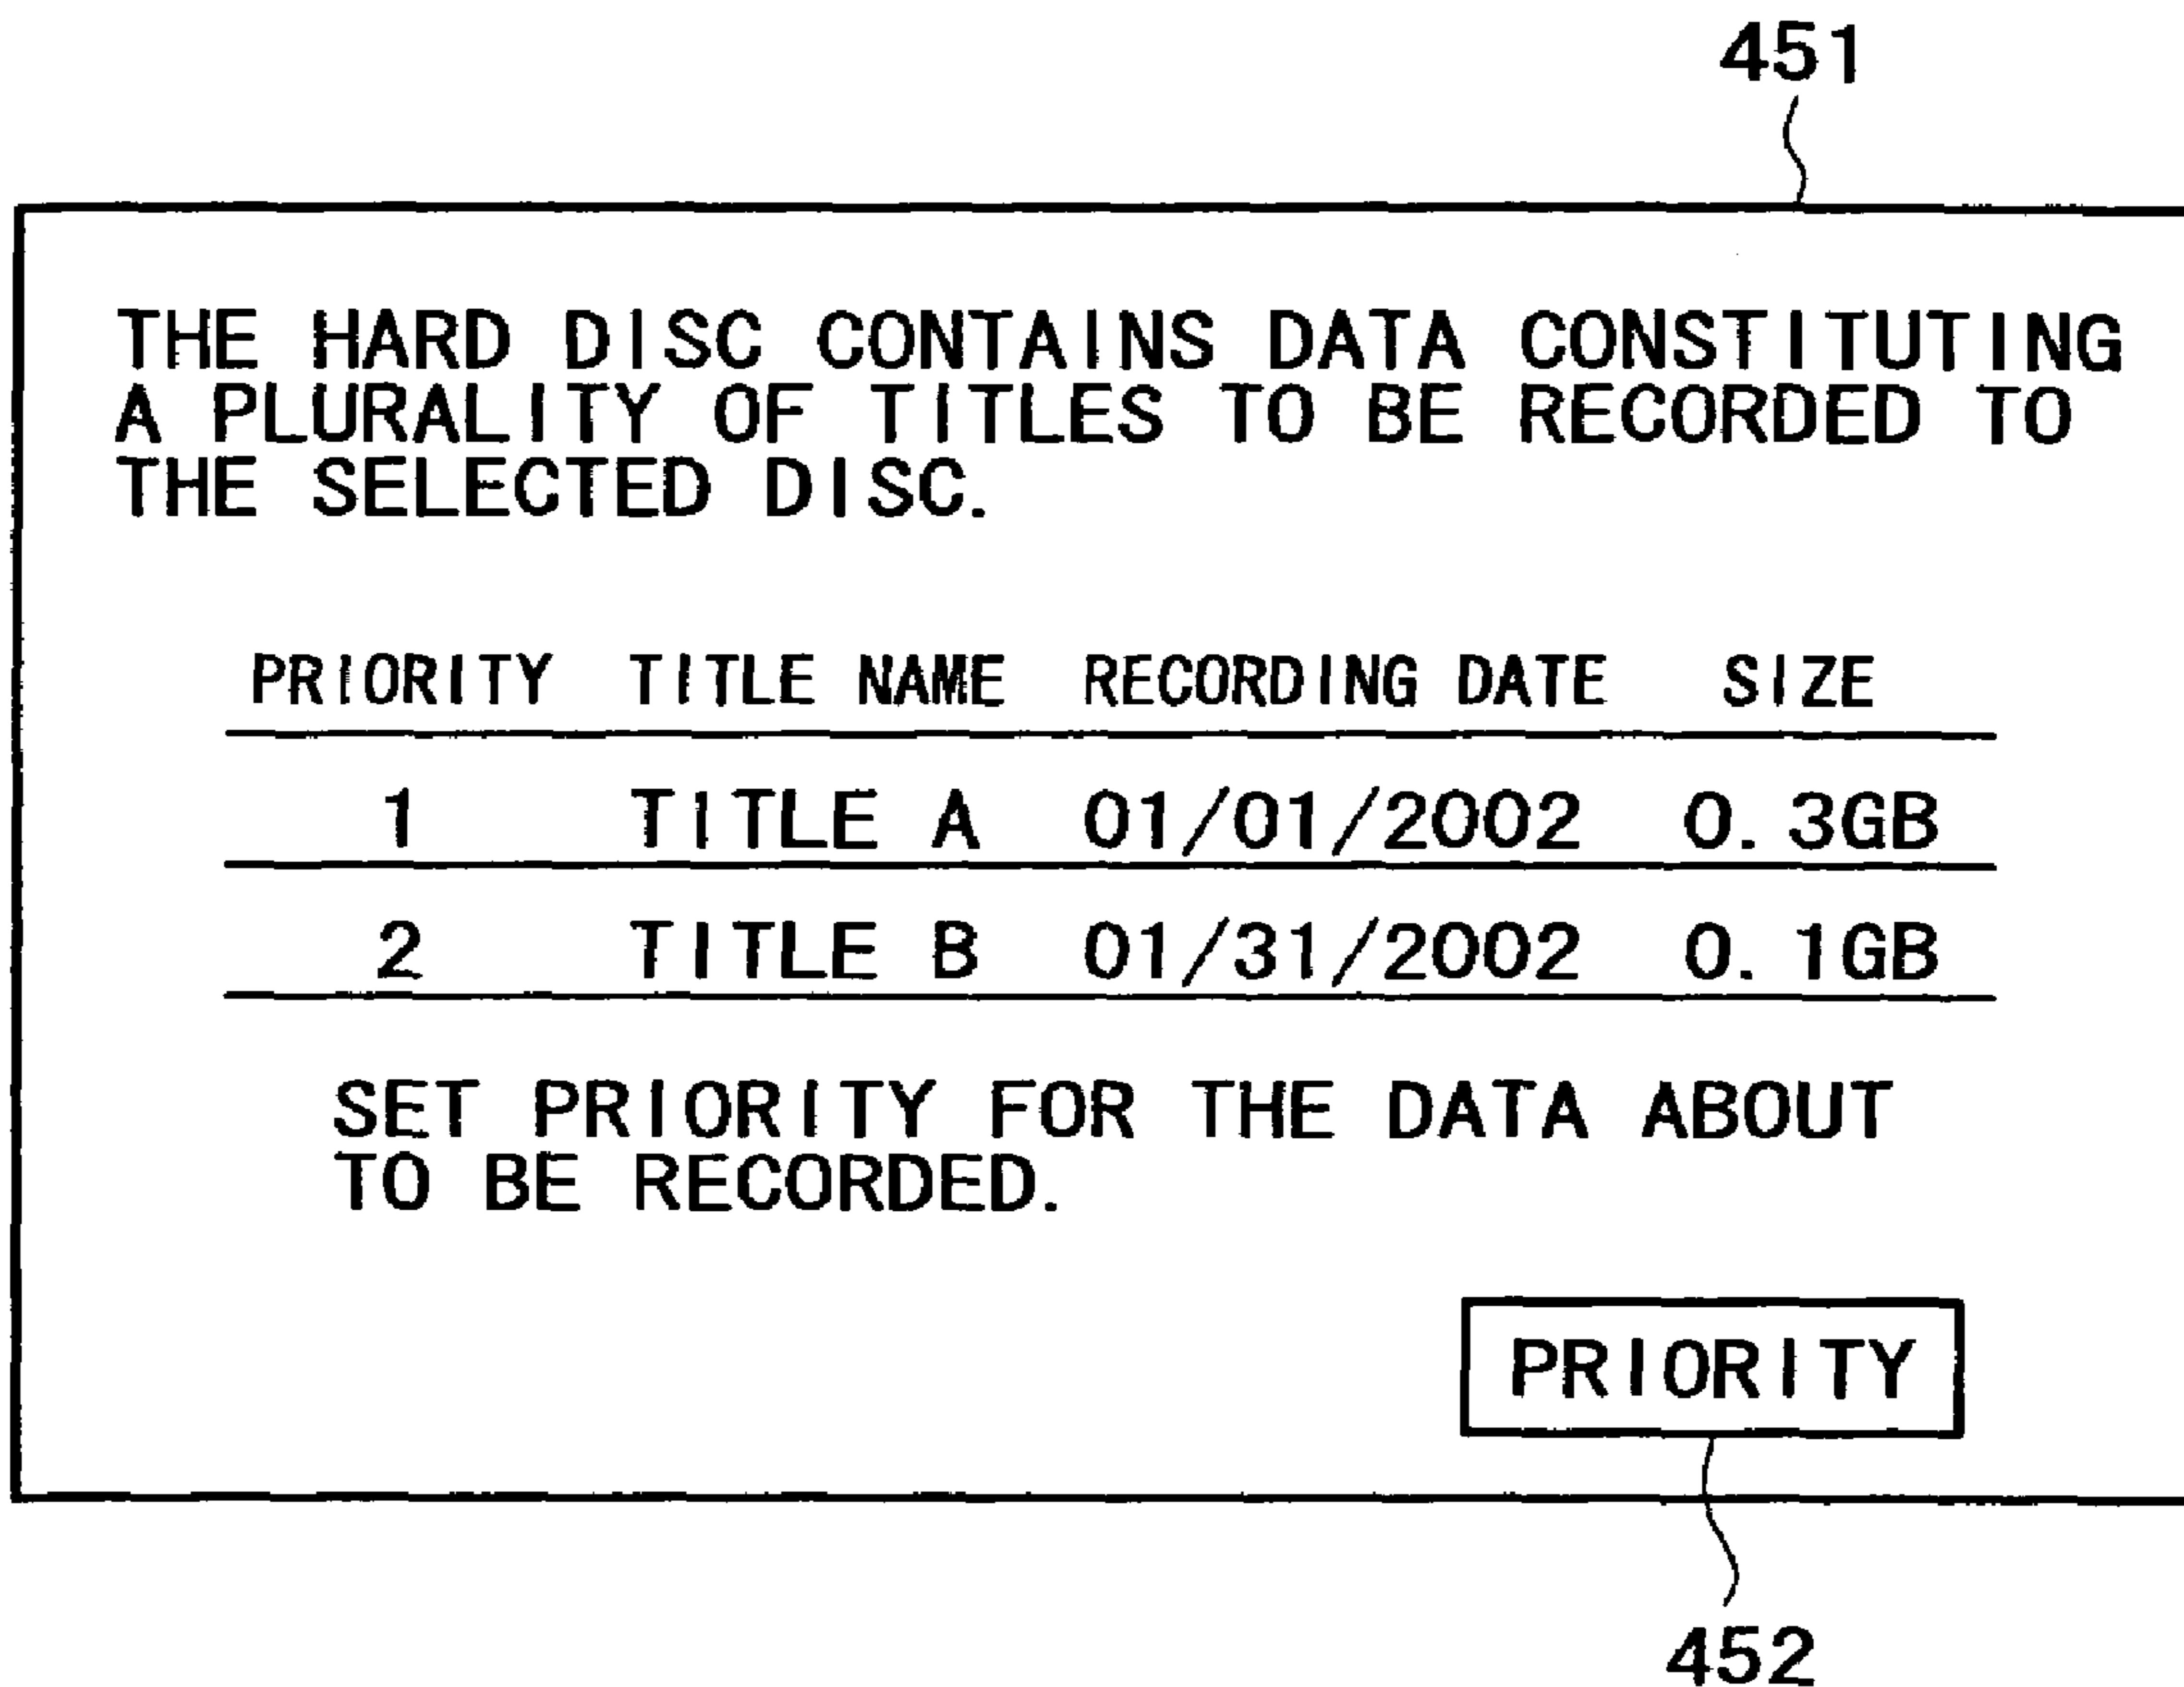 451
THE HARD DISC CONTAINS DATA CONSTITUTING
A PLURALITY OF TITLES TO BE RECORDED TO
THE SELECTED DISC.
PRIORITY TITLE NAME RECORDING DATE SIZE
1 TITLE A 01/01/2002 0.3GB
2 TITLE B 01/31/2002 0.1GB
SET PRIORITY FOR THE DATA ABOUT
TO BE RECORDED.
PRIORITY
452